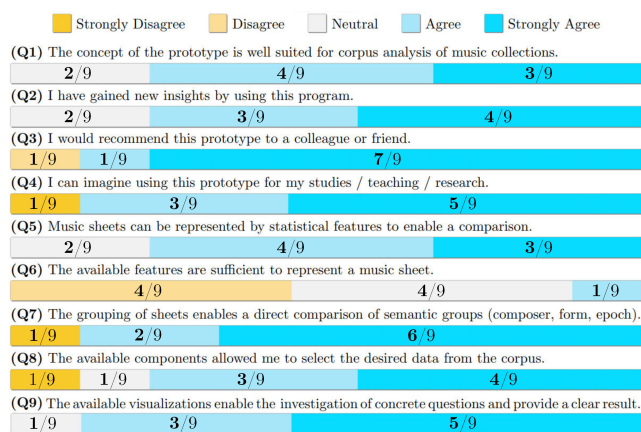 Strongly Disagree Disagree Neutral Agree Strongly Agree
(Q1) The concept of the prototype is well suited for corpus analysis of music collections.
2/9 4/9 3/9
(Q2) I have gained new insights by using this program.
2/9 3/9 4/9
(Q3) I would recommend this prototype to a colleague or friend.
1/9 1/9 7/9
(Q4) I can imagine using this prototype for my studies / teaching / research.
1/9 3/9 5/9
(Q5) Music sheets can be represented by statistical features to enable a comparison.
2/9 4/9 3/9
(Q6) The available features are sufficient to represent a music sheet.
4/9 4/9 1/9
(Q7) The grouping of sheets enables a direct comparison of semantic groups (composer, form, epoch).
1/9 2/9 6/9
(Q8) The available components allowed me to select the desired data from the corpus.
1/9 1/9 3/9 4/9
(Q9) The available visualizations enable the investigation of concrete questions and provide a clear result.
1/9 3/9 5/9